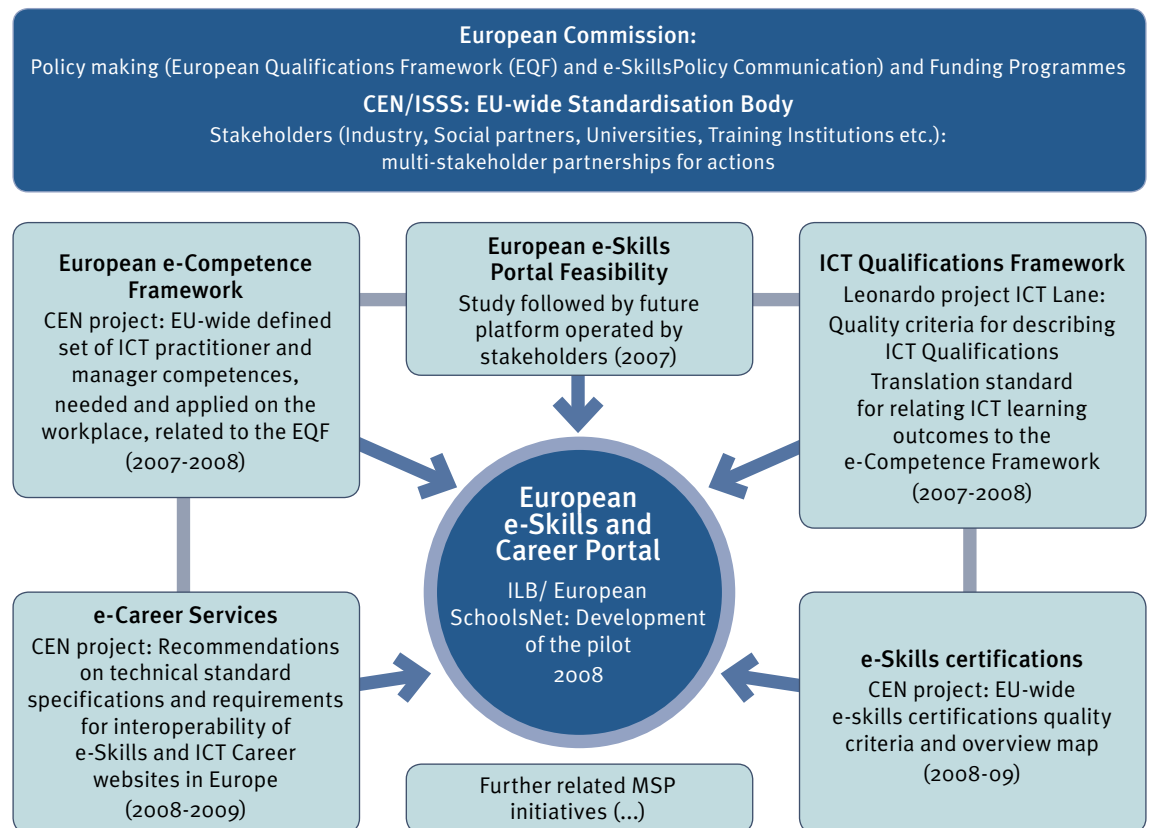 European Commission:
Policy making (European Qualifications Framework (EQF) and e-SkillsPolicy Communication) and Funding Programmes
CEN/ISSS: EU-wide Standardisation Body
Stakeholders (Industry, Social partners, Universities, Training Institutions etc.):
multi-stakeholder partnerships for actions
European e-Competence
Framework
CEN project: EU-wide defined
set of ICT practitioner and
manager competences,
needed and applied on the
workplace, related to the EQF
(2007-2008)
European e-Skills
Portal Feasibility
Study followed by future
platform operated by
stakeholders (2007)
ICT Qualifications Framework
Leonardo project ICT Lane:
Quality criteria for describing
ICT Qualifications
Translation standard
for relating ICT learning
outcomes to the
e-Competence Framework
(2007-2008)
European
e-Skills and
Career Portal
ILB/ European
SchoolsNet: Development
of the pilot
2008
e-Career Services
CEN project: Recommendations
on technical standard
specifications and requirements
for interoperability of
e-Skills and ICT Career
websites in Europe
(2008-2009)
e-Skills certifications
CEN project: EU-wide
e-skills certifications quality
criteria and overview map
(2008-09)
Further related MSP
initiatives (...)